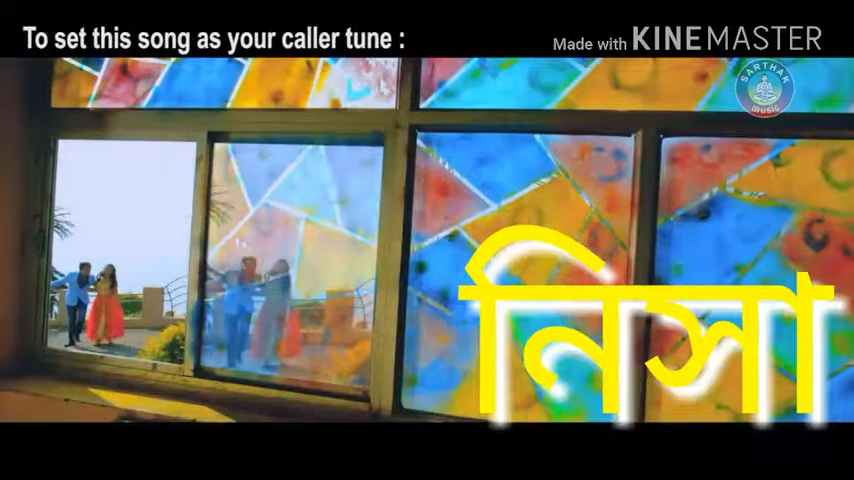 To set this song as your caller tune :
Made with KINEMASTER
SARTHAK
music
নিসা